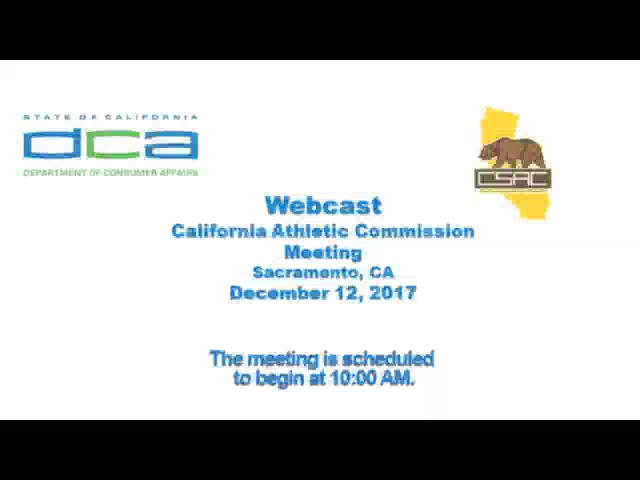 STATE OF CALIFORNIA
dca
DEPARTMENT OF CONSUMER AFFAIRS
CSAC
Webcast
California Athletic Commission
Meeting
Sacramento, CA
December 12, 2017
The meeting is scheduled
to begin at 10:00 AM.